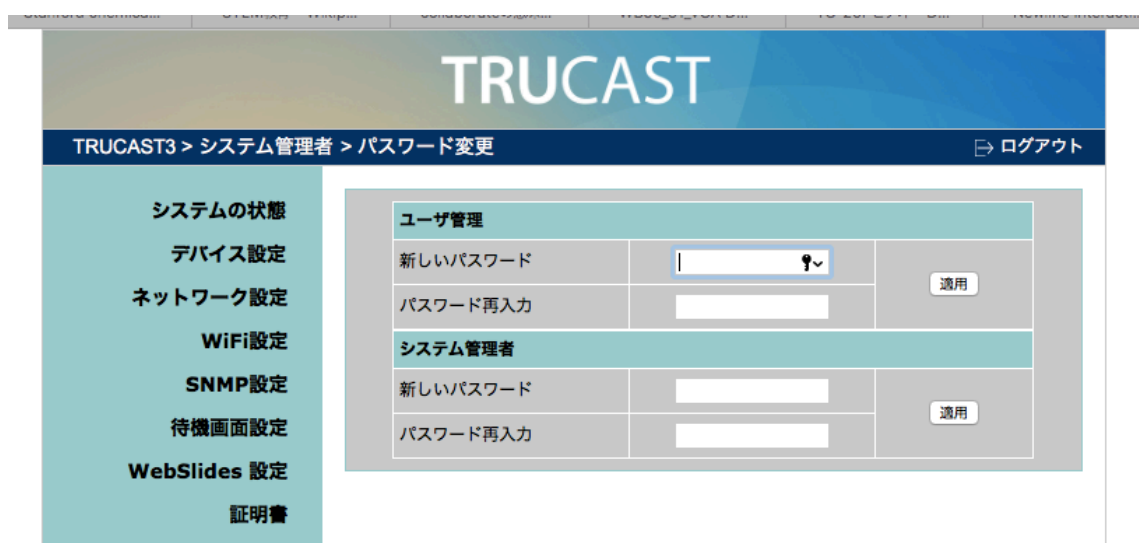 TRUCAST
TRUCAST3 > システム管理者 > パスワード変更
ログアウト
システムの状態
デバイス設定
ネットワーク設定
WiFi設定
SNMP設定
待機画面設定
WebSlides 設定
証明書
ユーザ管理
新しいパスワード
パスワード再入力
適用
システム管理者
新しいパスワード
パスワード再入力
適用